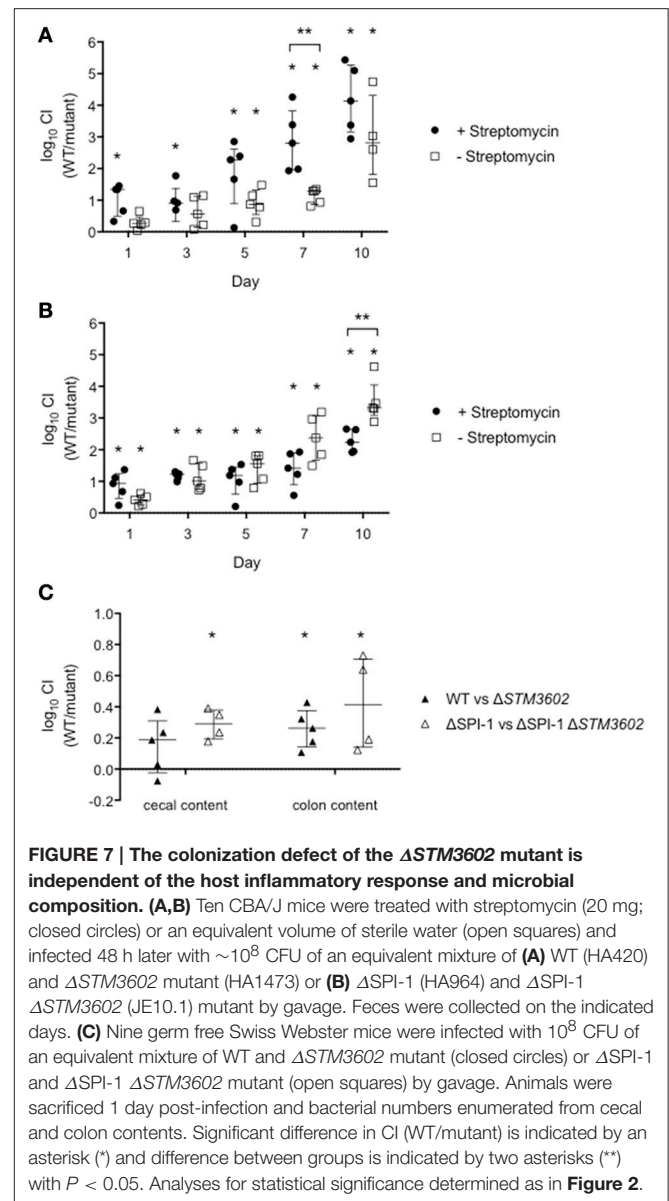 A
log10 CI
(WT/mutant)
6
5
4
3
2
1
0
* * * * ** * * * *
1 3 5 7 10
Day
● + Streptomycin
□ - Streptomycin
B
log10 CI
(WT/mutant)
6
5
4
3
2
1
0
* * * * * * * * ** * *
1 3 5 7 10
Day
● + Streptomycin
□ - Streptomycin
C
log10 CI
(WT/mutant)
1.0
0.8
0.6
0.4
0.2
0.0
-0.2
* * *
cecal content colon content
▲ WT vs ΔSTM3602
△ ΔSPI-1 vs ΔSPI-1 ΔSTM3602
FIGURE 7 | The colonization defect of the ΔSTM3602 mutant is
independent of the host inflammatory response and microbial
composition. (A,B) Ten CBA/J mice were treated with streptomycin (20 mg;
closed circles) or an equivalent volume of sterile water (open squares) and
infected 48 h later with ~10⁸ CFU of an equivalent mixture of (A) WT (HA420)
and ΔSTM3602 mutant (HA1473) or (B) ΔSPI-1 (HA964) and ΔSPI-1
ΔSTM3602 (JE10.1) mutant by gavage. Feces were collected on the indicated
days. (C) Nine germ free Swiss Webster mice were infected with 10⁸ CFU of
an equivalent mixture of WT and ΔSTM3602 mutant (closed circles) or ΔSPI-1
and ΔSPI-1 ΔSTM3602 mutant (open squares) by gavage. Animals were
sacrificed 1 day post-infection and bacterial numbers enumerated from cecal
and colon contents. Significant difference in CI (WT/mutant) is indicated by an
asterisk (*) and difference between groups is indicated by two asterisks (**)
with P < 0.05. Analyses for statistical significance determined as in Figure 2.